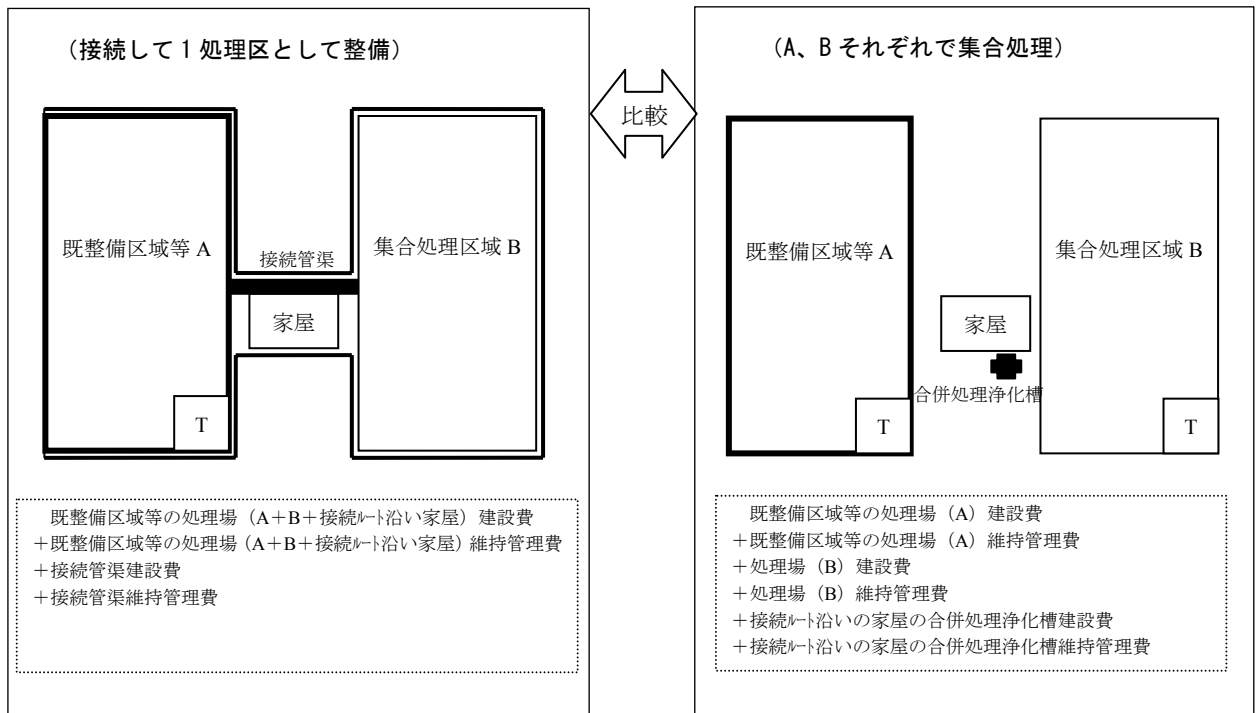 (接続して1処理区として整備)
既整備区域等 A
接続管渠
家屋
集合処理区域 B
T
既整備区域等の処理場(A+B+接続ﾙｰﾄ沿い家屋)建設費
+既整備区域等の処理場(A+B+接続ﾙｰﾄ沿い家屋)維持管理費
+接続管渠建設費
+接続管渠維持管理費
比較
(A、B それぞれで集合処理)
既整備区域等 A
家屋
合併処理浄化槽
集合処理区域 B
T
T
既整備区域等の処理場(A)建設費
+既整備区域等の処理場(A)維持管理費
+処理場(B)建設費
+処理場(B)維持管理費
+接続ﾙｰﾄ沿いの家屋の合併処理浄化槽建設費
+接続ﾙｰﾄ沿いの家屋の合併処理浄化槽維持管理費